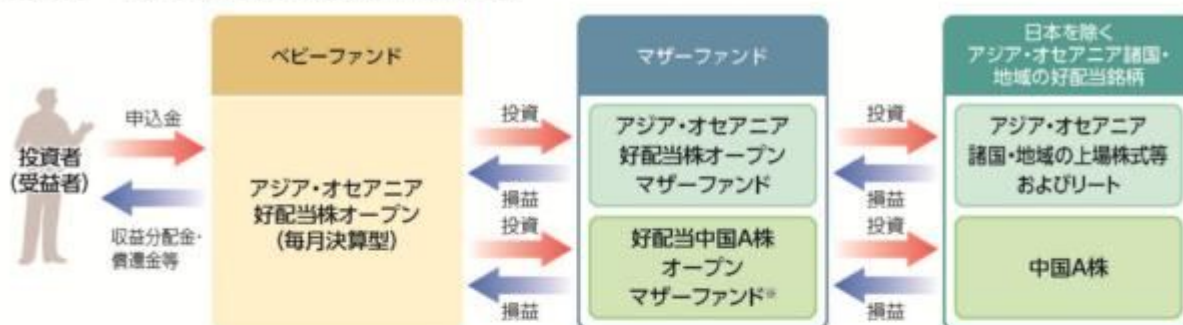 ベビーファンド
マザーファンド
日本を除く
アジア・オセアニア諸国・
地域の好配当銘柄
投資者
(受益者)
申込金
収益分配金・
償還金等
アジア・オセアニア
好配当株オープン
(毎月決算型)
投資
損益
投資
損益
アジア・オセアニア
好配当株オープン
マザーファンド
好配当中国A株
オープン
マザーファンド※
投資
損益
投資
損益
アジア・オセアニア
諸国・地域の上場株式等
およびリート
中国A株